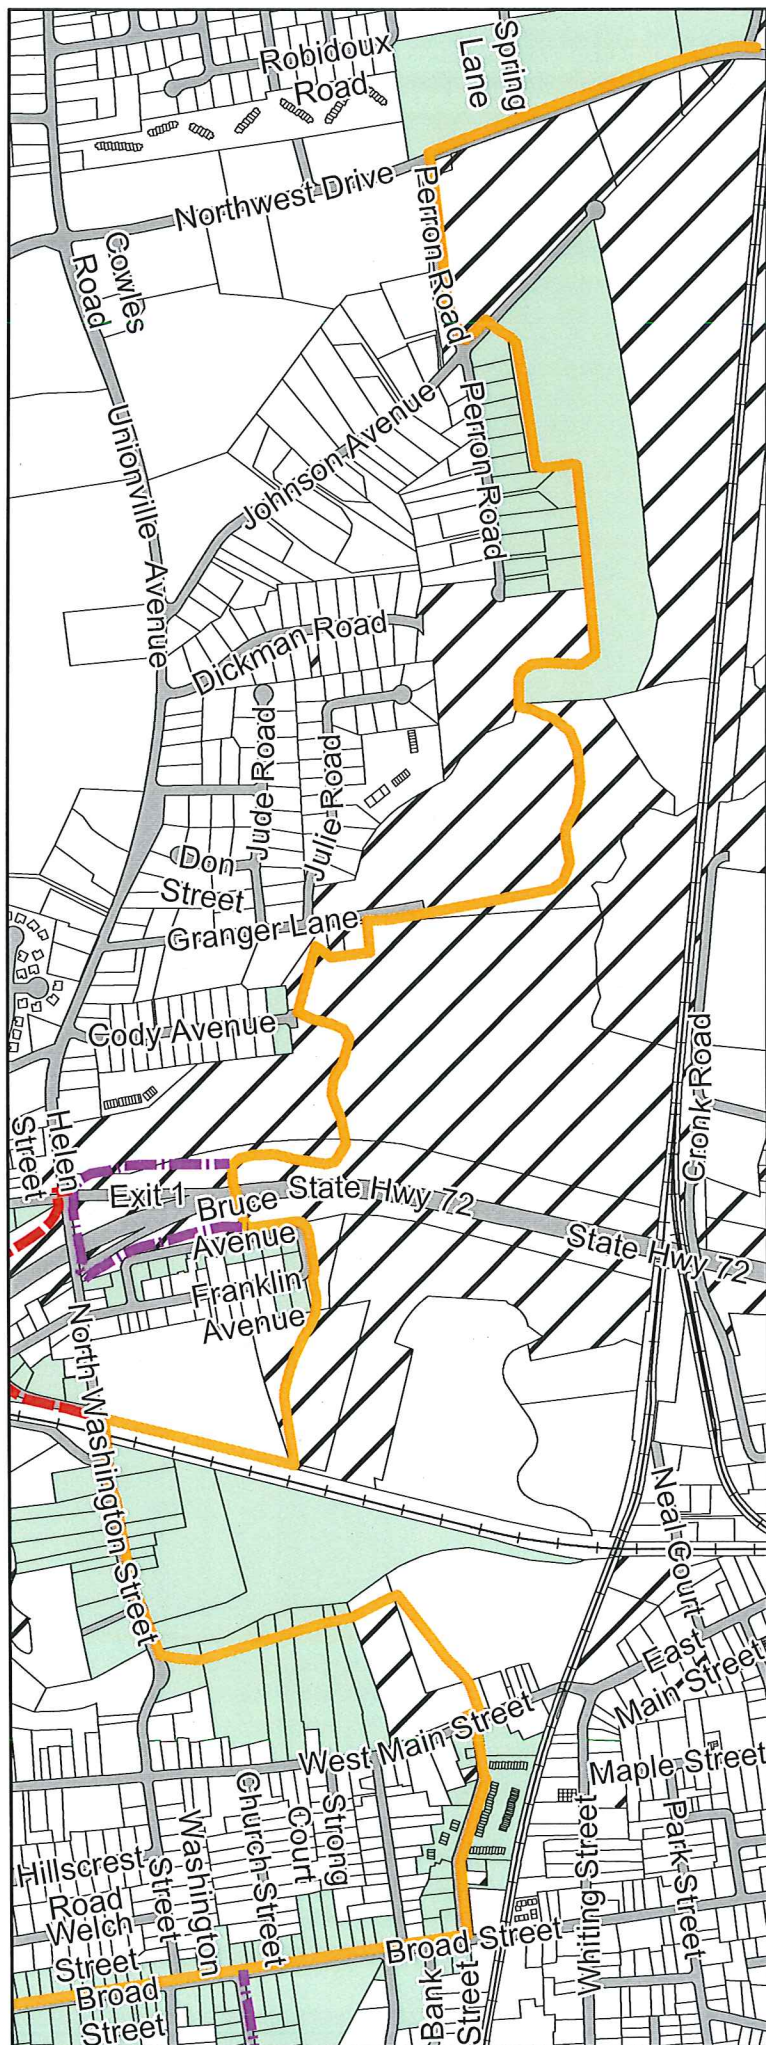 Robidoux
Road
Spring
Lane
Northwest Drive
Perron Road
Cowles
Road
Perron Road
Johnson Avenue
Unionville Avenue
Dickman Road
Jude Road
Julie Road
Don
Street
Granger Lane
Cody Avenue
Cronk Road
Helen
Street
Exit 1
State Hwy 72
Bruce
Avenue
State Hwy 72
Franklin
Avenue
North Washington Street
Neal Court
East
Main Street
West Main Street
Maple Street
Strong
Court
Church Street
Washington
Street
Hillscrest
Road
Welch
Street
Whiting Street
Park Street
Broad Street
Broad
Street
Bank
Street